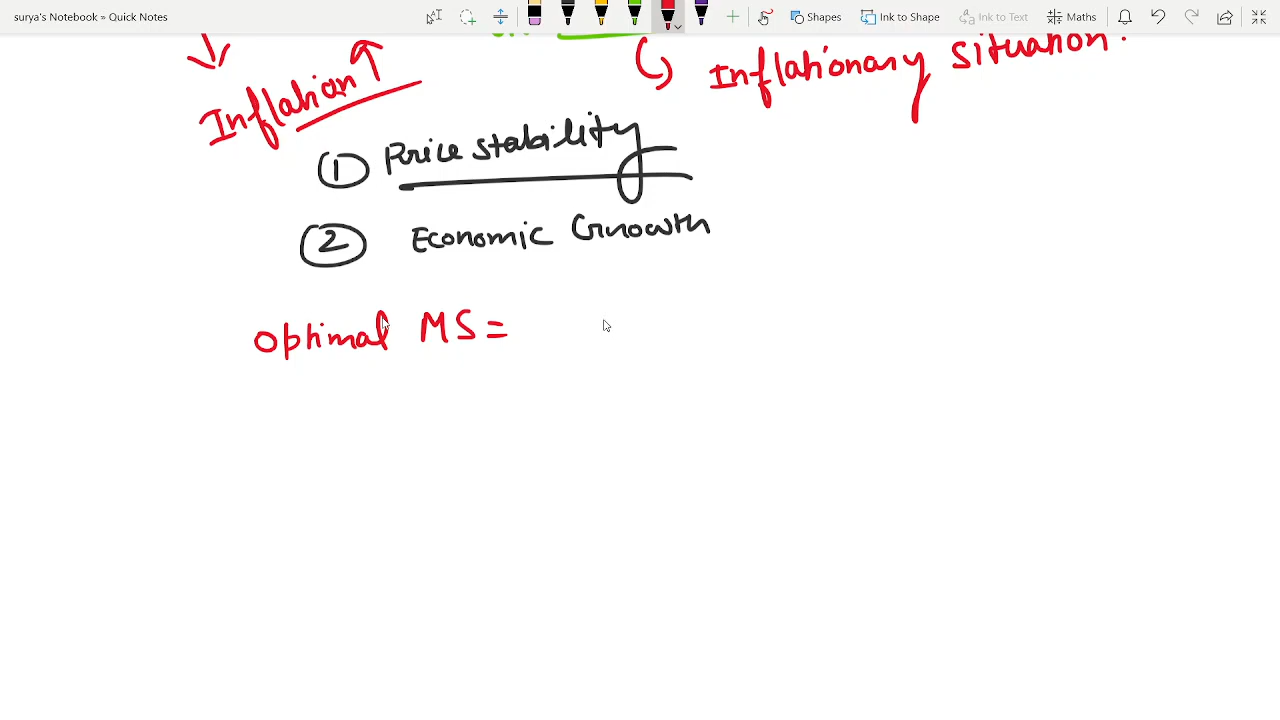 surya's Notebook » Quick Notes
Shapes
Ink to Shape
Ink to Text
Maths
Inflation ↑
Inflationary situation.
① Price stability
② Economic Growth
Optimal MS =